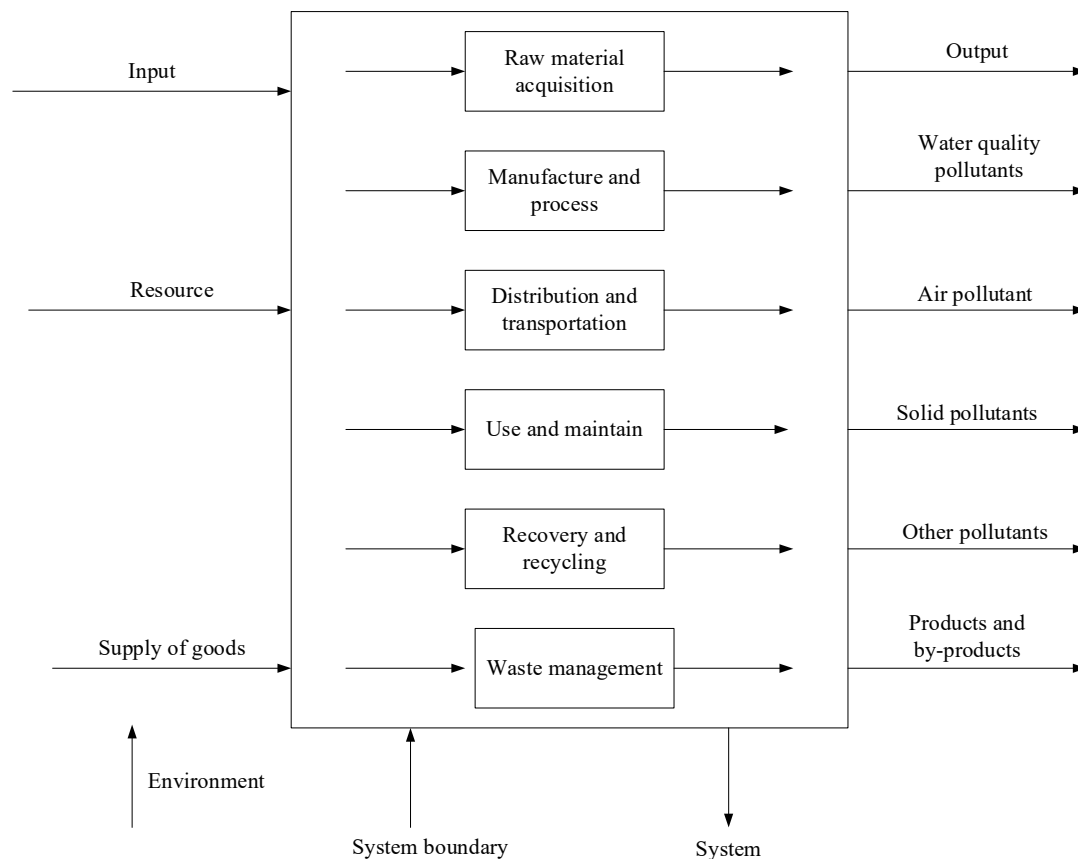 Input
Raw material
acquisition
Output
Manufacture and
process
Water quality
pollutants
Resource
Distribution and
transportation
Air pollutant
Use and maintain
Solid pollutants
Recovery and
recycling
Other pollutants
Supply of goods
Waste management
Products and
by-products
Environment
System boundary
System